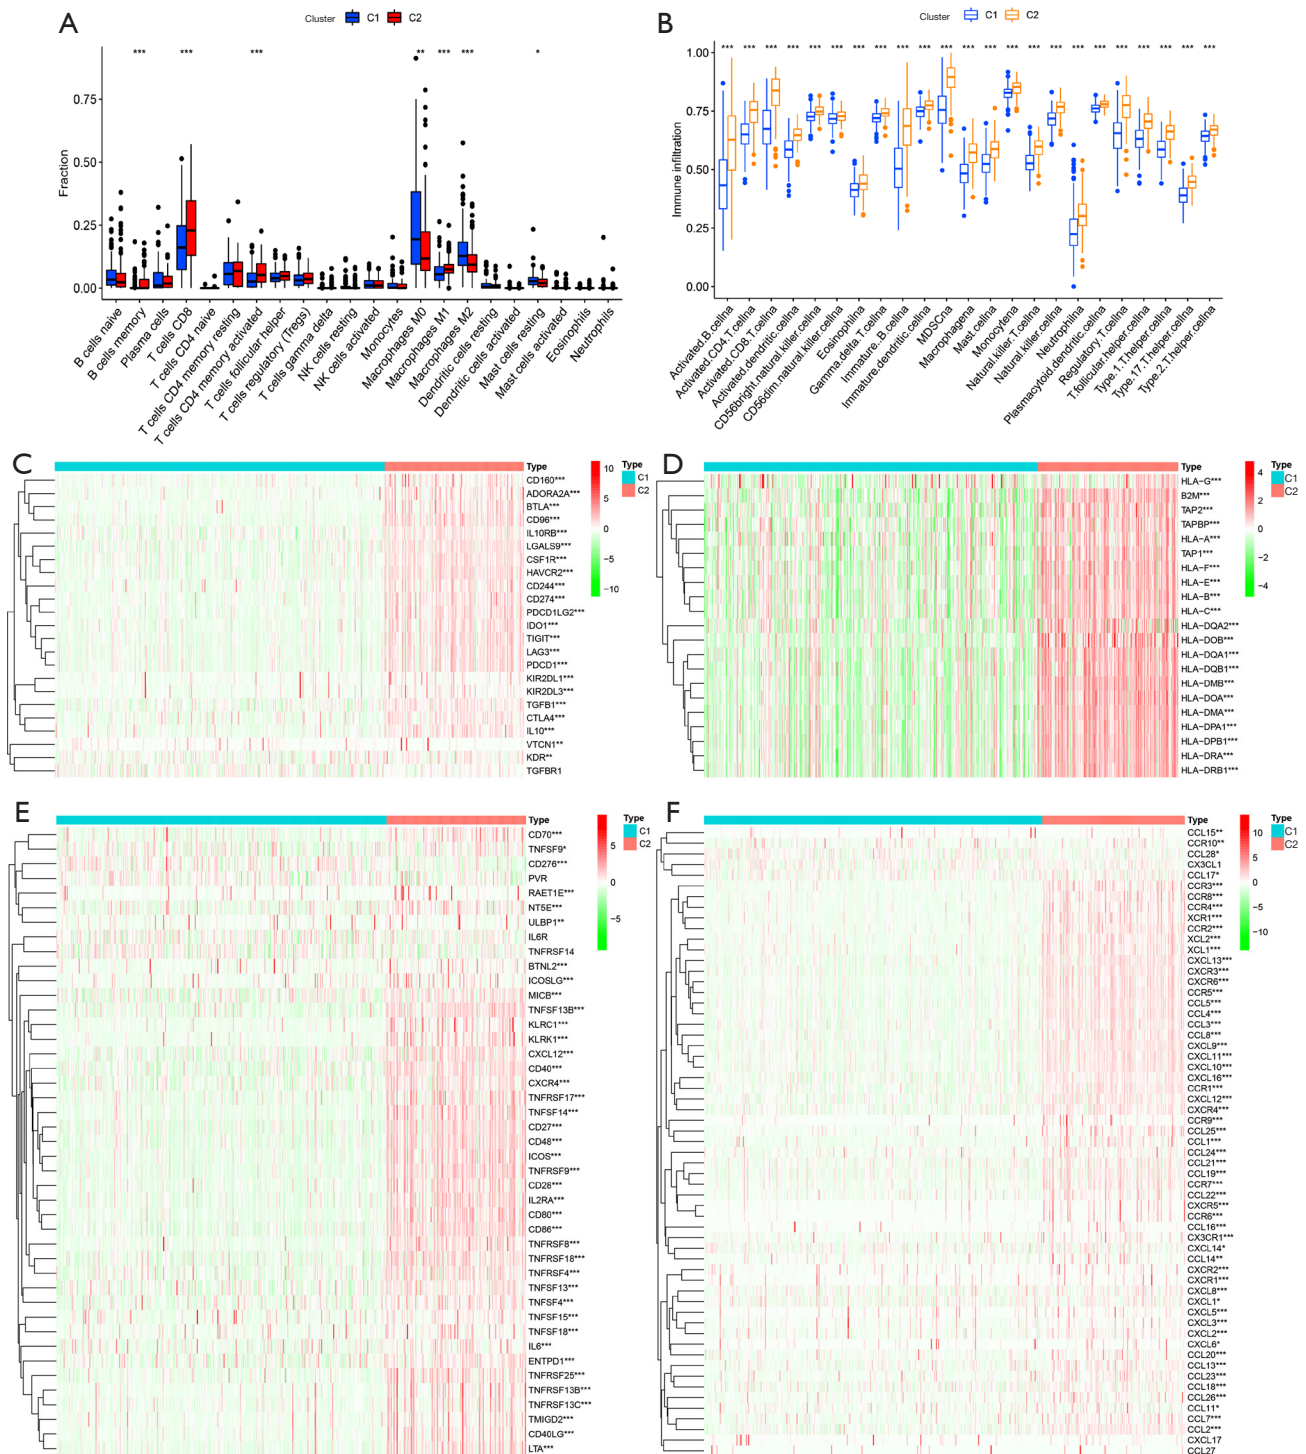 A
Cluster C1 C2
*** *** *** ** *** *** *
Fraction
0.75
0.50
0.25
0.00
B cells naive
B cells memory
Plasma cells
T cells CD8
T cells CD4 naive
T cells CD4 memory resting
T cells CD4 memory activated
T cells follicular helper
T cells regulatory (Tregs)
T cells gamma delta
NK cells resting
NK cells activated
Monocytes
Macrophages M0
Macrophages M1
Macrophages M2
Dendritic cells resting
Dendritic cells activated
Mast cells resting
Mast cells activated
Eosinophils
Neutrophils
B
Cluster C1 C2
*** *** *** *** *** *** *** *** *** *** *** *** *** *** *** *** *** *** *** *** *** *** ***
Immune infiltration
1.00
0.75
0.50
0.25
0.00
Activated.B.cellna
Activated.CD4.T.cellna
Activated.CD8.T.cellna
Activated.dendritic.cellna
CD56bright.natural.killer.cellna
CD56dim.natural.killer.cellna
Eosinophilna
Gamma.delta.T.cellna
Immature..B.cellna
Immature.dendritic.cellna
MDSCna
Macrophagena
Mast.cellna
Monocytena
Natural.killer.T.cellna
Natural.killer.cellna
Neutrophilna
Plasmacytoid.dendritic.cellna
Regulatory.T.cellna
T.follicular.helper.cellna
Type.1.T.helper.cellna
Type.17.T.helper.cellna
Type.2.T.helper.cellna
C
Type
CD160***
ADORA2A***
BTLA***
CD96***
IL10RB***
LGALS9***
CSF1R***
HAVCR2***
CD244***
CD274***
PDCD1LG2***
IDO1***
TIGIT***
LAG3***
PDCD1***
KIR2DL1***
KIR2DL3***
TGFB1***
CTLA4***
IL10***
VTCN1**
KDR**
TGFBR1
10
5
0
−5
−10
Type
C1
C2
D
Type
HLA−G***
B2M***
TAP2***
TAPBP***
HLA−A***
TAP1***
HLA−F***
HLA−E***
HLA−B***
HLA−C***
HLA−DQA2***
HLA−DOB***
HLA−DQA1***
HLA−DQB1***
HLA−DMB***
HLA−DOA***
HLA−DMA***
HLA−DPA1***
HLA−DPB1***
HLA−DRA***
HLA−DRB1***
4
2
0
−2
−4
Type
C1
C2
E
Type
CD70***
TNFSF9*
CD276***
PVR
RAET1E***
NT5E***
ULBP1**
IL6R
TNFRSF14
BTNL2***
ICOSLG***
MICB***
TNFSF13B***
KLRC1***
KLRK1***
CXCL12***
CD40***
CXCR4***
TNFRSF17***
TNFSF14***
CD27***
CD48***
ICOS***
TNFRSF9***
CD28***
IL2RA***
CD80***
CD86***
TNFRSF8***
TNFRSF18***
TNFRSF4***
TNFSF13***
TNFSF4***
TNFSF15***
TNFSF18***
IL6***
ENTPD1***
TNFRSF25***
TNFRSF13B***
TNFRSF13C***
TMIGD2***
CD40LG***
LTA***
5
0
−5
Type
C1
C2
F
Type
CCL15**
CCR10**
CCL28*
CX3CL1
CCL17*
CCR3***
CCR8***
CCR4***
XCR1***
CCR2***
XCL2***
XCL1***
CXCL13***
CXCR3***
CXCR6***
CCR5***
CCL5***
CCL4***
CCL3***
CCL8***
CXCL9***
CXCL11***
CXCL10***
CXCL16***
CCR1***
CXCL12***
CXCR4***
CCR9***
CCL25***
CCL1***
CCL24***
CCL21***
CCL19***
CCR7***
CCL22***
CXCR5***
CCR6***
CCL16***
CX3CR1***
CXCL14*
CCL14**
CXCR2***
CXCR1***
CXCL8***
CXCL1*
CXCL5***
CXCL3***
CXCL2***
CXCL6*
CCL20***
CCL13***
CCL23***
CCL18***
CCL26***
CCL11*
CCL7***
CCL2***
CXCL17
CCL27
10
5
0
−5
−10
Type
C1
C2